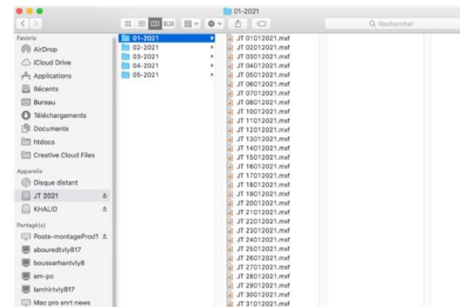 01-2021
Rechercher
Favoris
AirDrop
iCloud Drive
Applications
Récents
Bureau
Téléchargements
Documents
htdocs
Creative Cloud Files
Appareils
Disque distant
JT 2021
KHALID
Partagé(s)
Poste-montageProd1
abouredtvly817
boussarhantvly8
em-pc
lamhirtvly817
Mac pro snrt news
01-2021
02-2021
03-2021
04-2021
05-2021
JT 01012021.mxf
JT 02012021.mxf
JT 03012021.mxf
JT 04012021.mxf
JT 05012021.mxf
JT 06012021.mxf
JT 07012021.mxf
JT 08012021.mxf
JT 10012021.mxf
JT 11012021.mxf
JT 12012021.mxf
JT 13012021.mxf
JT 14012021.mxf
JT 15012021.mxf
JT 16012021.mxf
JT 17012021.mxf
JT 18012021.mxf
JT 19012021.mxf
JT 20012021.mxf
JT 21012021.mxf
JT 22012021.mxf
JT 23012021.mxf
JT 24012021.mxf
JT 25012021.mxf
JT 26012021.mxf
JT 27012021.mxf
JT 28012021.mxf
JT 29012021.mxf
JT 30012021.mxf
JT 31012021.mxf